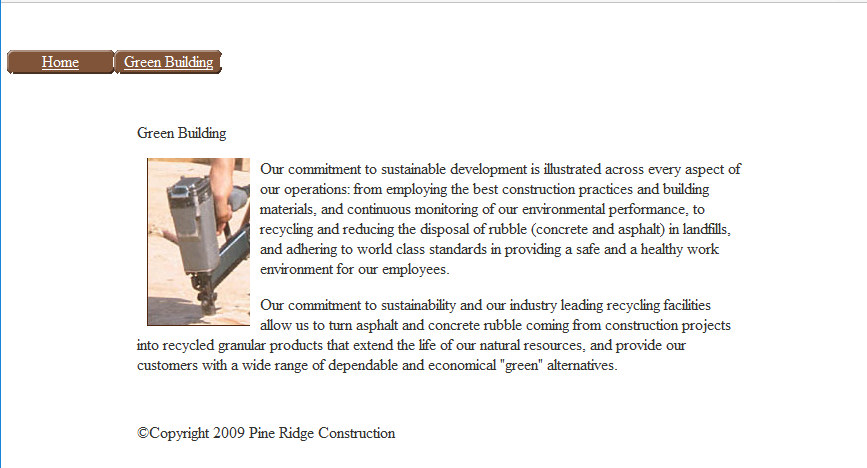 Home Green Building
Green Building
Our commitment to sustainable development is illustrated across every aspect of
our operations: from employing the best construction practices and building
materials, and continuous monitoring of our environmental performance, to
recycling and reducing the disposal of rubble (concrete and asphalt) in landfills,
and adhering to world class standards in providing a safe and a healthy work
environment for our employees.
Our commitment to sustainability and our industry leading recycling facilities
allow us to turn asphalt and concrete rubble coming from construction projects
into recycled granular products that extend the life of our natural resources, and provide our
customers with a wide range of dependable and economical "green" alternatives.
©Copyright 2009 Pine Ridge Construction